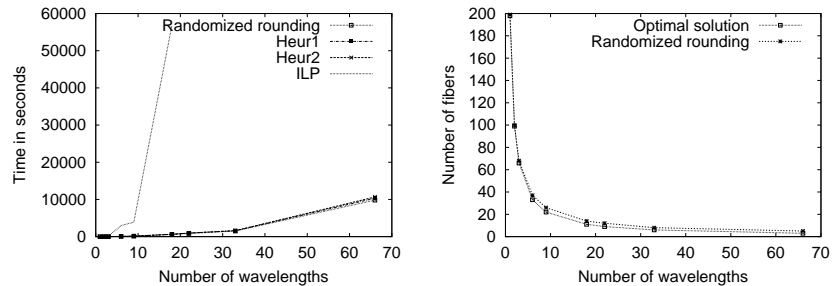 Time in seconds
60000
50000
40000
30000
20000
10000
0
0 10 20 30 40 50 60 70
Number of wavelengths
Randomized rounding
Heur1
Heur2
ILP
Number of fibers
200
180
160
140
120
100
80
60
40
20
0
0 10 20 30 40 50 60 70
Number of wavelengths
Optimal solution
Randomized rounding